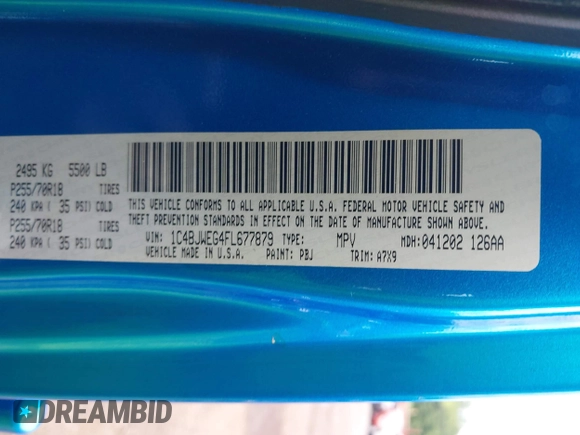 2495 KG 5500 LB
P255/70R18 TIRES
240 KPA ( 35 PSI) COLD
P255/70R18 TIRES
240 KPA ( 35 PSI) COLD
THIS VEHICLE CONFORMS TO ALL APPLICABLE U.S.A. FEDERAL MOTOR VEHICLE SAFETY AND
THEFT PREVENTION STANDARDS IN EFFECT ON THE DATE OF MANUFACTURE SHOWN ABOVE.
VIN: 1C4BJWEG4FL677879 TYPE: MPV MDH: 041202 126AA
VEHICLE MADE IN U.S.A. PAINT: PBJ TRIM: A7X9
DREAMBID